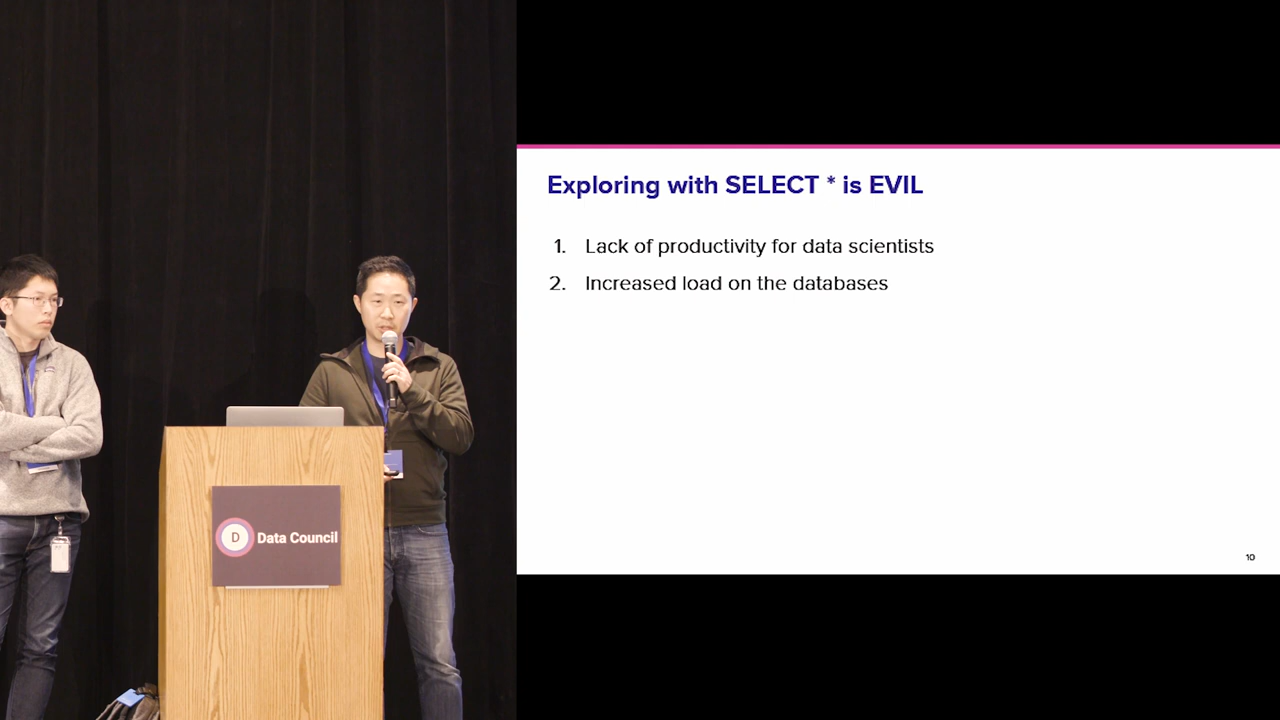 Exploring with SELECT * is EVIL
1. Lack of productivity for data scientists
2. Increased load on the databases
10
D Data Council